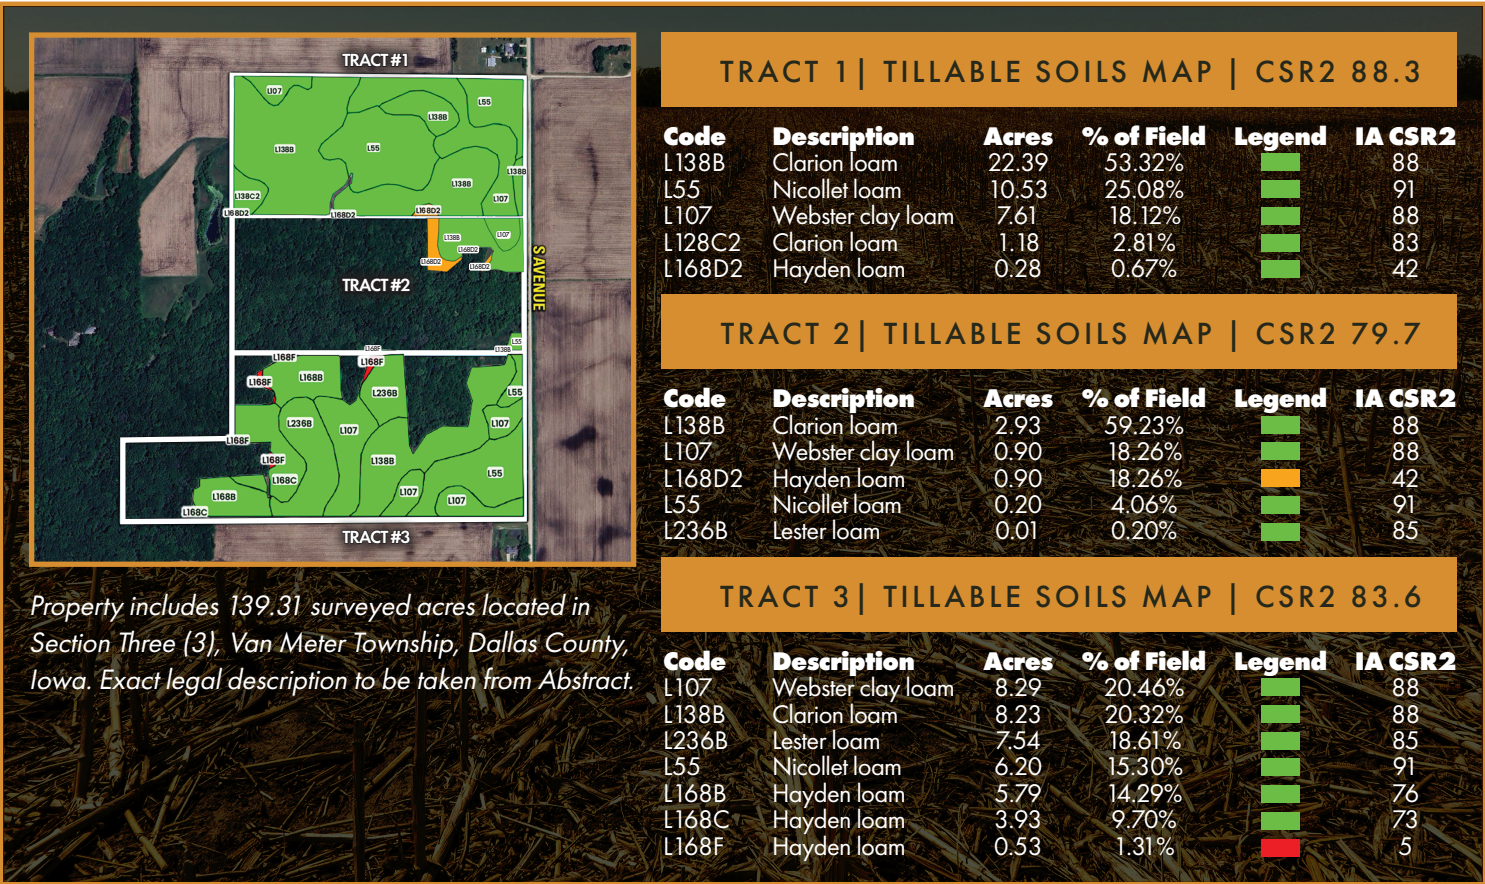 TRACT #1
L107
L55
L138B
L138B
L55
L138B
L138B
L138C2
L107
L168D2
L168D2
L168D2
L138B
L107
L168D2
L168D2
L168D2
TRACT #2
S AVENUE
L55
L168F
L138B
L168F
L168F
L168B
L168F
L236B
L55
L236B
L107
L107
L168F
L138B
L168F
L55
L168C
L168B
L107
L107
L168C
TRACT #3
Property includes 139.31 surveyed acres located in
Section Three (3), Van Meter Township, Dallas County,
Iowa. Exact legal description to be taken from Abstract.
TRACT 1| TILLABLE SOILS MAP | CSR2 88.3
Code Description Acres % of Field Legend IA CSR2
L138B Clarion loam 22.39 53.32% 88
L55 Nicollet loam 10.53 25.08% 91
L107 Webster clay loam 7.61 18.12% 88
L128C2 Clarion loam 1.18 2.81% 83
L168D2 Hayden loam 0.28 0.67% 42
TRACT 2| TILLABLE SOILS MAP | CSR2 79.7
Code Description Acres % of Field Legend IA CSR2
L138B Clarion loam 2.93 59.23% 88
L107 Webster clay loam 0.90 18.26% 88
L168D2 Hayden loam 0.90 18.26% 42
L55 Nicollet loam 0.20 4.06% 91
L236B Lester loam 0.01 0.20% 85
TRACT 3| TILLABLE SOILS MAP | CSR2 83.6
Code Description Acres % of Field Legend IA CSR2
L107 Webster clay loam 8.29 20.46% 88
L138B Clarion loam 8.23 20.32% 88
L236B Lester loam 7.54 18.61% 85
L55 Nicollet loam 6.20 15.30% 91
L168B Hayden loam 5.79 14.29% 76
L168C Hayden loam 3.93 9.70% 73
L168F Hayden loam 0.53 1.31% 5